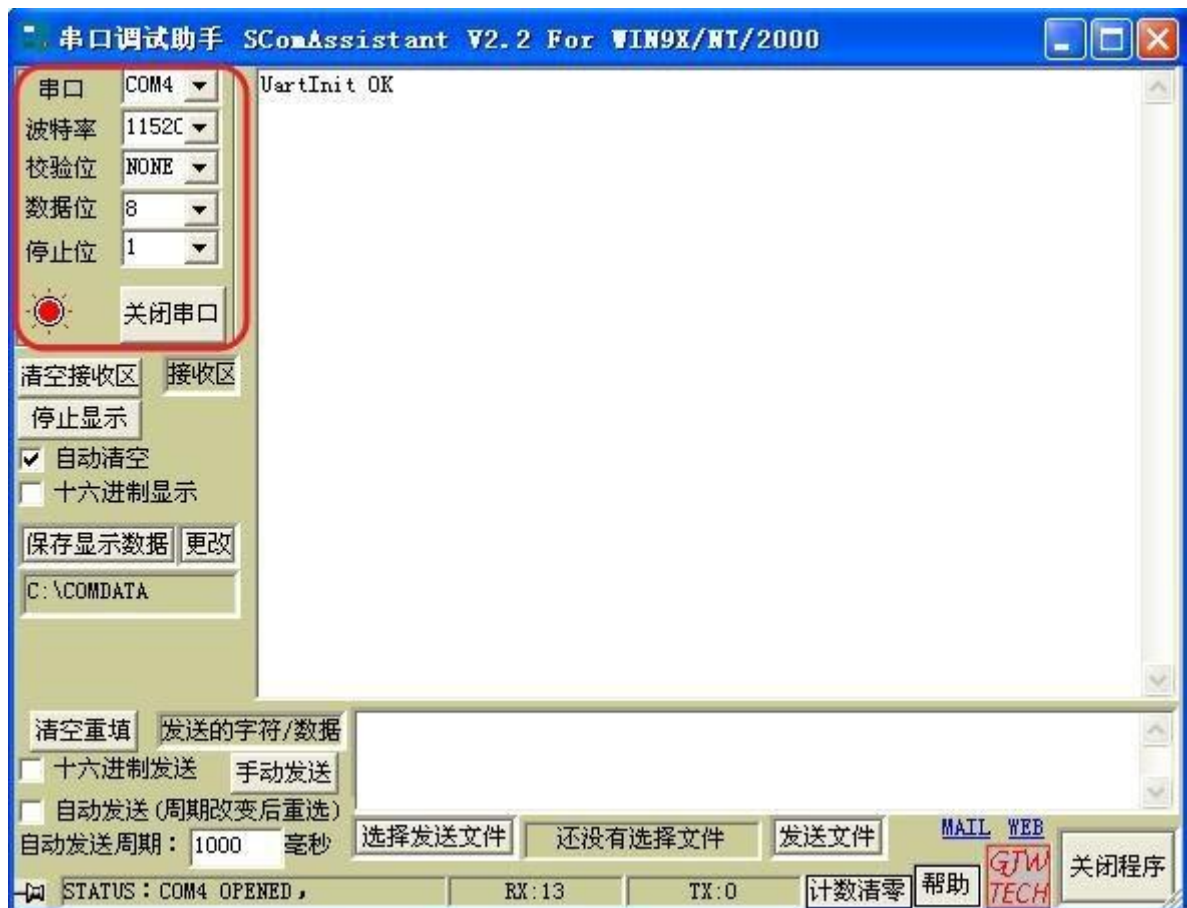 串口调试助手 SComAssistant V2.2 For WIN9X/NT/2000
串口 COM4
波特率 11520
校验位 NONE
数据位 8
停止位 1
关闭串口
UartInit OK
清空接收区 接收区
停止显示
自动清空
十六进制显示
保存显示数据 更改
C:\COMDATA
清空重填 发送的字符/数据
十六进制发送 手动发送
自动发送(周期改变后重选)
自动发送周期: 1000 毫秒
选择发送文件 还没有选择文件 发送文件
MAIL WEB
GJW
TECH
关闭程序
STATUS:COM4 OPENED, RX:13 TX:0 计数清零 帮助